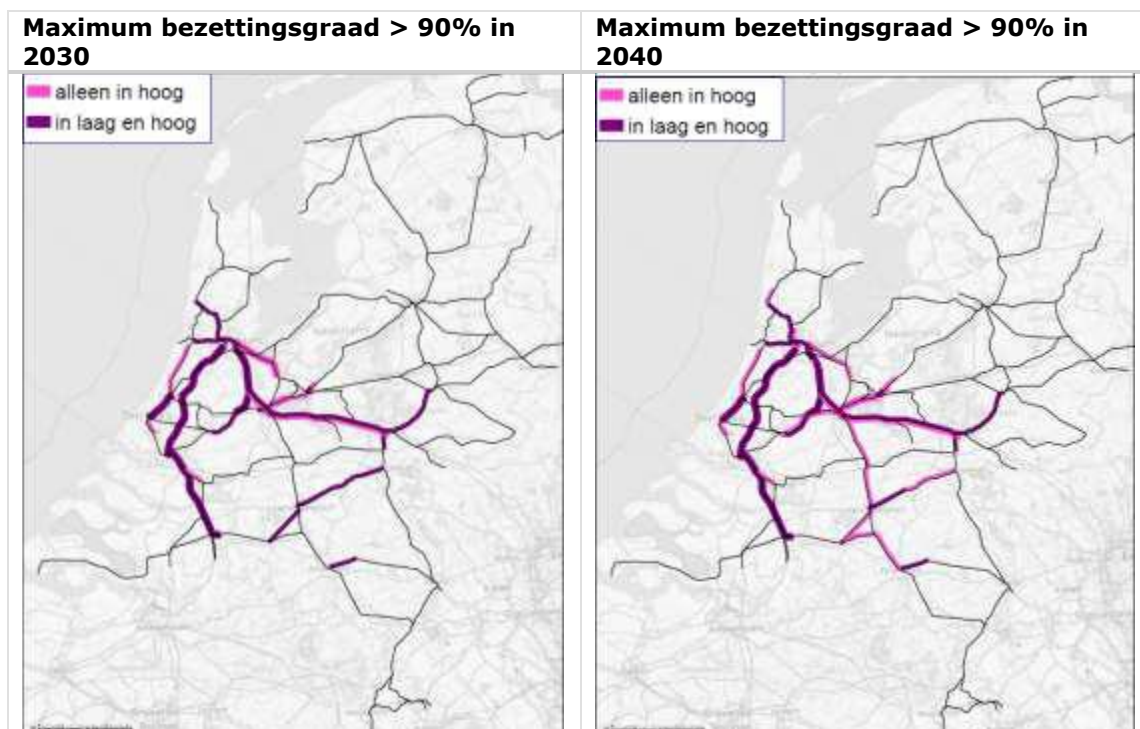 Maximum bezettingsgraad > 90% in
2030
Maximum bezettingsgraad > 90% in
2040
alleen in hoog
in laag en hoog
alleen in hoog
in laag en hoog